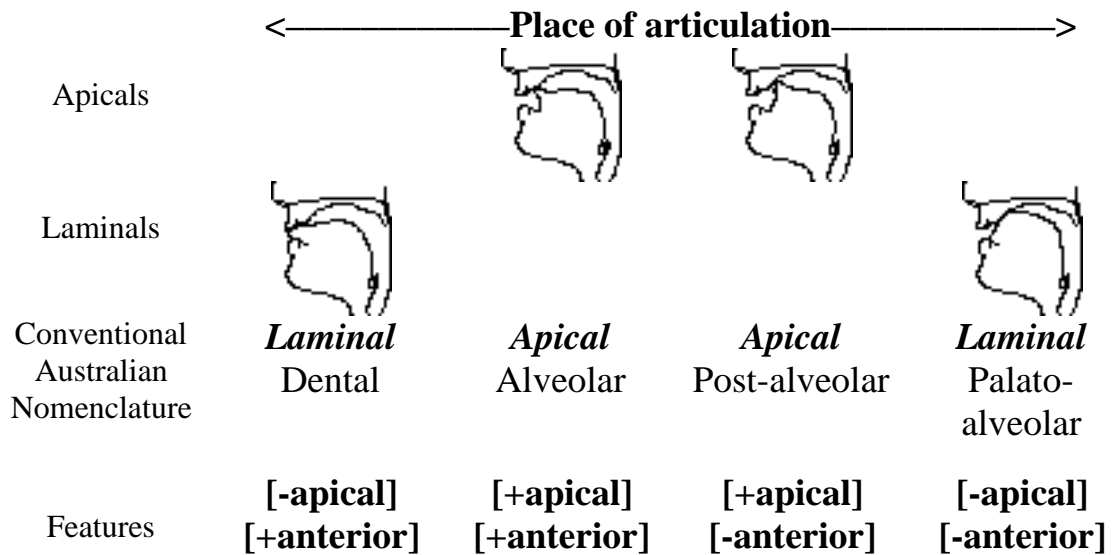 <————————Place of articulation————————>
Apicals
Laminals
Conventional Australian Nomenclature
Laminal Dental
Apical Alveolar
Apical Post-alveolar
Laminal Palato-alveolar
Features
[-apical] [+apical] [+apical] [-apical]
[+anterior] [+anterior] [-anterior] [-anterior]